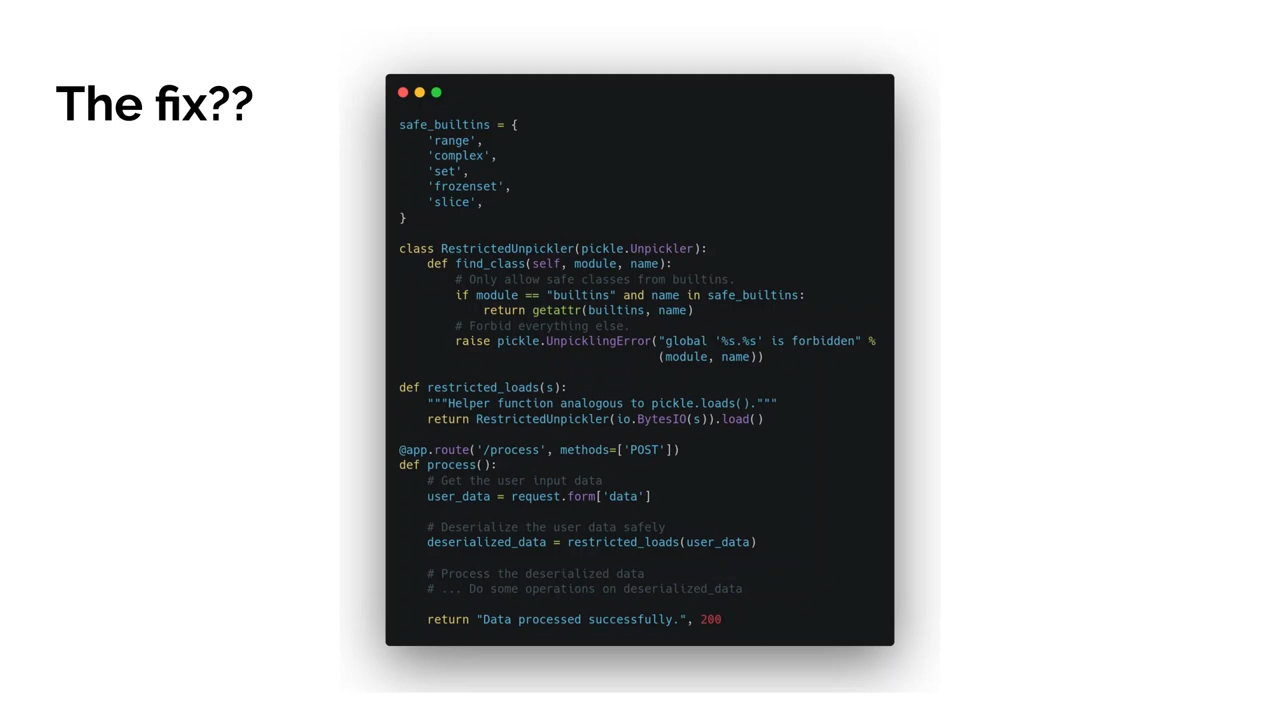 The fix??
safe_builtins = {
    'range',
    'complex',
    'set',
    'frozenset',
    'slice',
}
class RestrictedUnpickler(pickle.Unpickler):
    def find_class(self, module, name):
        # Only allow safe classes from builtins.
        if module == "builtins" and name in safe_builtins:
            return getattr(builtins, name)
        # Forbid everything else.
        raise pickle.UnpicklingError("global '%s.%s' is forbidden" %
                                     (module, name))
def restricted_loads(s):
    """Helper function analogous to pickle.loads()."""
    return RestrictedUnpickler(io.BytesIO(s)).load()
@app.route('/process', methods=['POST'])
def process():
    # Get the user input data
    user_data = request.form['data']
    # Deserialize the user data safely
    deserialized_data = restricted_loads(user_data)
    # Process the deserialized data
    # ... Do some operations on deserialized_data
    return "Data processed successfully.", 200